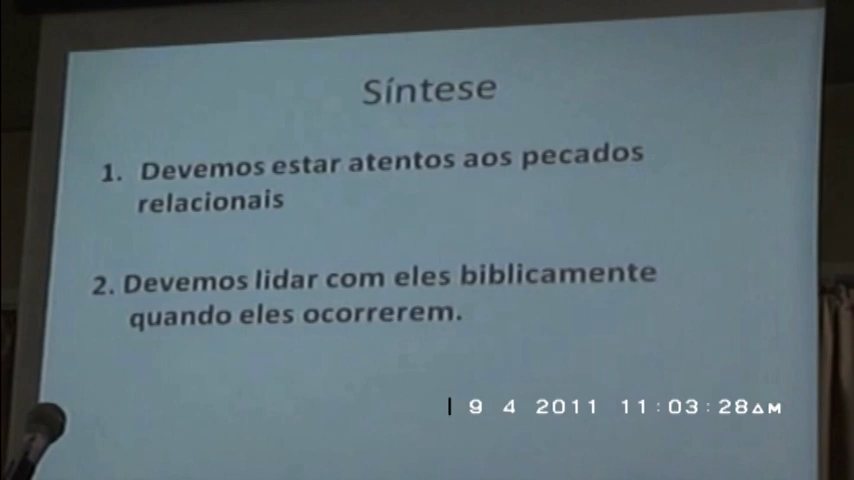 Síntese
1. Devemos estar atentos aos pecados
relacionais
2. Devemos lidar com eles biblicamente
quando eles ocorrerem.
9 4 2011 11:03:28AM